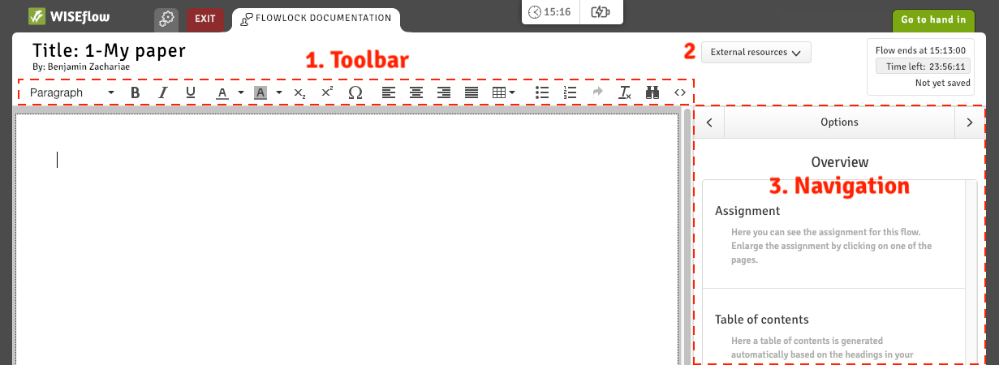 WISEflow
EXIT
FLOWLOCK DOCUMENTATION
15:16
Go to hand in
Title: 1-My paper
By: Benjamin Zachariae
1. Toolbar
2
External resources
Flow ends at 15:13:00
Time left: 23:56:11
Not yet saved
Paragraph
B I U A A x₂ x² Ω
Options
Overview
3. Navigation
Assignment
Here you can see the assignment for this flow.
Enlarge the assignment by clicking on one of the
pages.
Table of contents
Here a table of contents is generated
automatically based on the headings in your